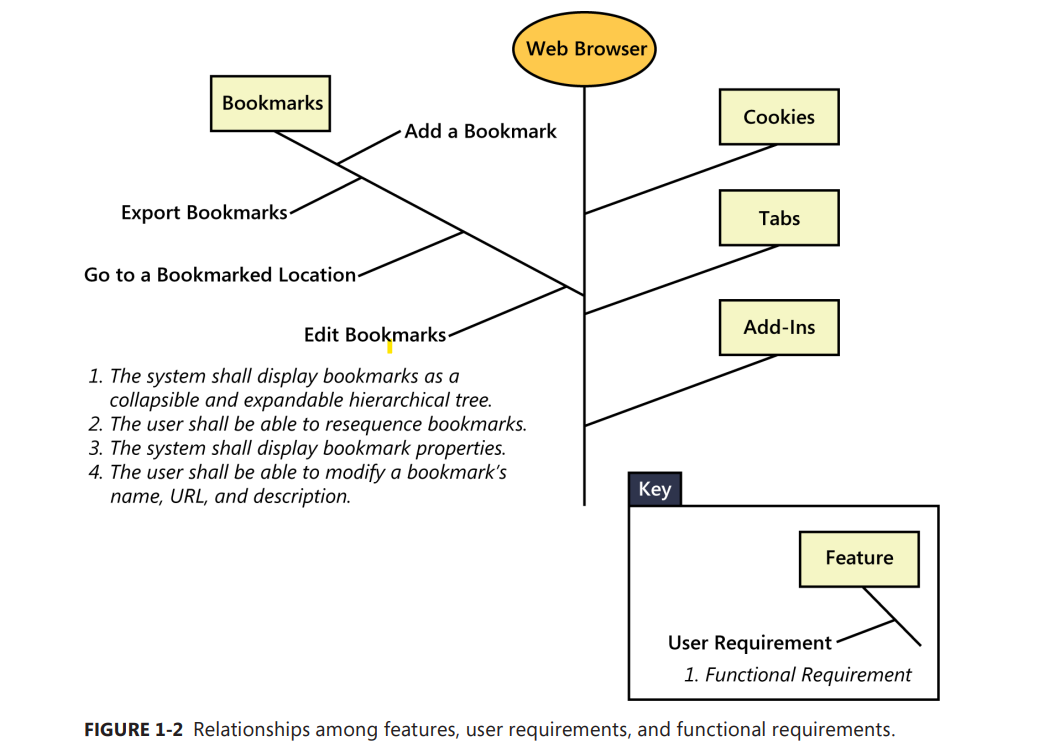 Web Browser
Bookmarks
Add a Bookmark
Export Bookmarks
Go to a Bookmarked Location
Edit Bookmarks
1. The system shall display bookmarks as a
collapsible and expandable hierarchical tree.
2. The user shall be able to resequence bookmarks.
3. The system shall display bookmark properties.
4. The user shall be able to modify a bookmark’s
name, URL, and description.
Cookies
Tabs
Add-Ins
Key
Feature
User Requirement
1. Functional Requirement
FIGURE 1-2 Relationships among features, user requirements, and functional requirements.